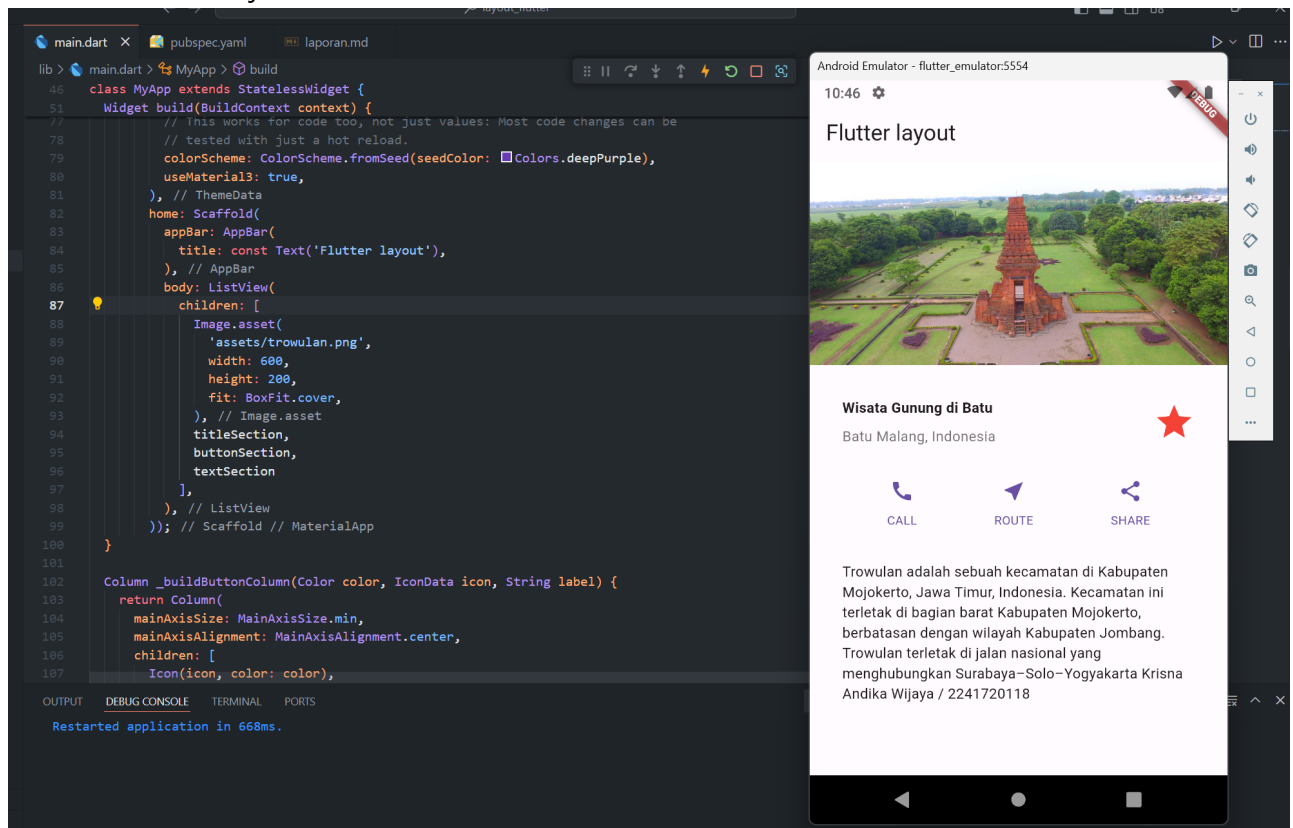 layout_flutter
main.dart
pubspec.yaml
laporan.md
lib > main.dart > MyApp > build
46 class MyApp extends StatelessWidget {
51 Widget build(BuildContext context) {
77 // This works for code too, not just values: Most code changes can be
78 // tested with just a hot reload.
79 colorScheme: ColorScheme.fromSeed(seedColor: Colors.deepPurple),
80 useMaterial3: true,
81 ), // ThemeData
82 home: Scaffold(
83 appBar: AppBar(
84 title: const Text('Flutter layout'),
85 ), // AppBar
86 body: ListView(
87 children: [
88 Image.asset(
89 'assets/trowulan.png',
90 width: 600,
91 height: 200,
92 fit: BoxFit.cover,
93 ), // Image.asset
94 titleSection,
95 buttonSection,
96 textSection
97 ],
98 ), // ListView
99 )); // Scaffold // MaterialApp
100 }
101
102 Column _buildButtonColumn(Color color, IconData icon, String label) {
103 return Column(
104 mainAxisSize: MainAxisSize.min,
105 mainAxisAlignment: MainAxisAlignment.center,
106 children: [
107 Icon(icon, color: color),
OUTPUT DEBUG CONSOLE TERMINAL PORTS
Restarted application in 668ms.
Android Emulator - flutter_emulator:5554
10:46
DEBUG
Flutter layout
Wisata Gunung di Batu
Batu Malang, Indonesia
CALL ROUTE SHARE
Trowulan adalah sebuah kecamatan di Kabupaten
Mojokerto, Jawa Timur, Indonesia. Kecamatan ini
terletak di bagian barat Kabupaten Mojokerto,
berbatasan dengan wilayah Kabupaten Jombang.
Trowulan terletak di jalan nasional yang
menghubungkan Surabaya–Solo–Yogyakarta Krisna
Andika Wijaya / 2241720118